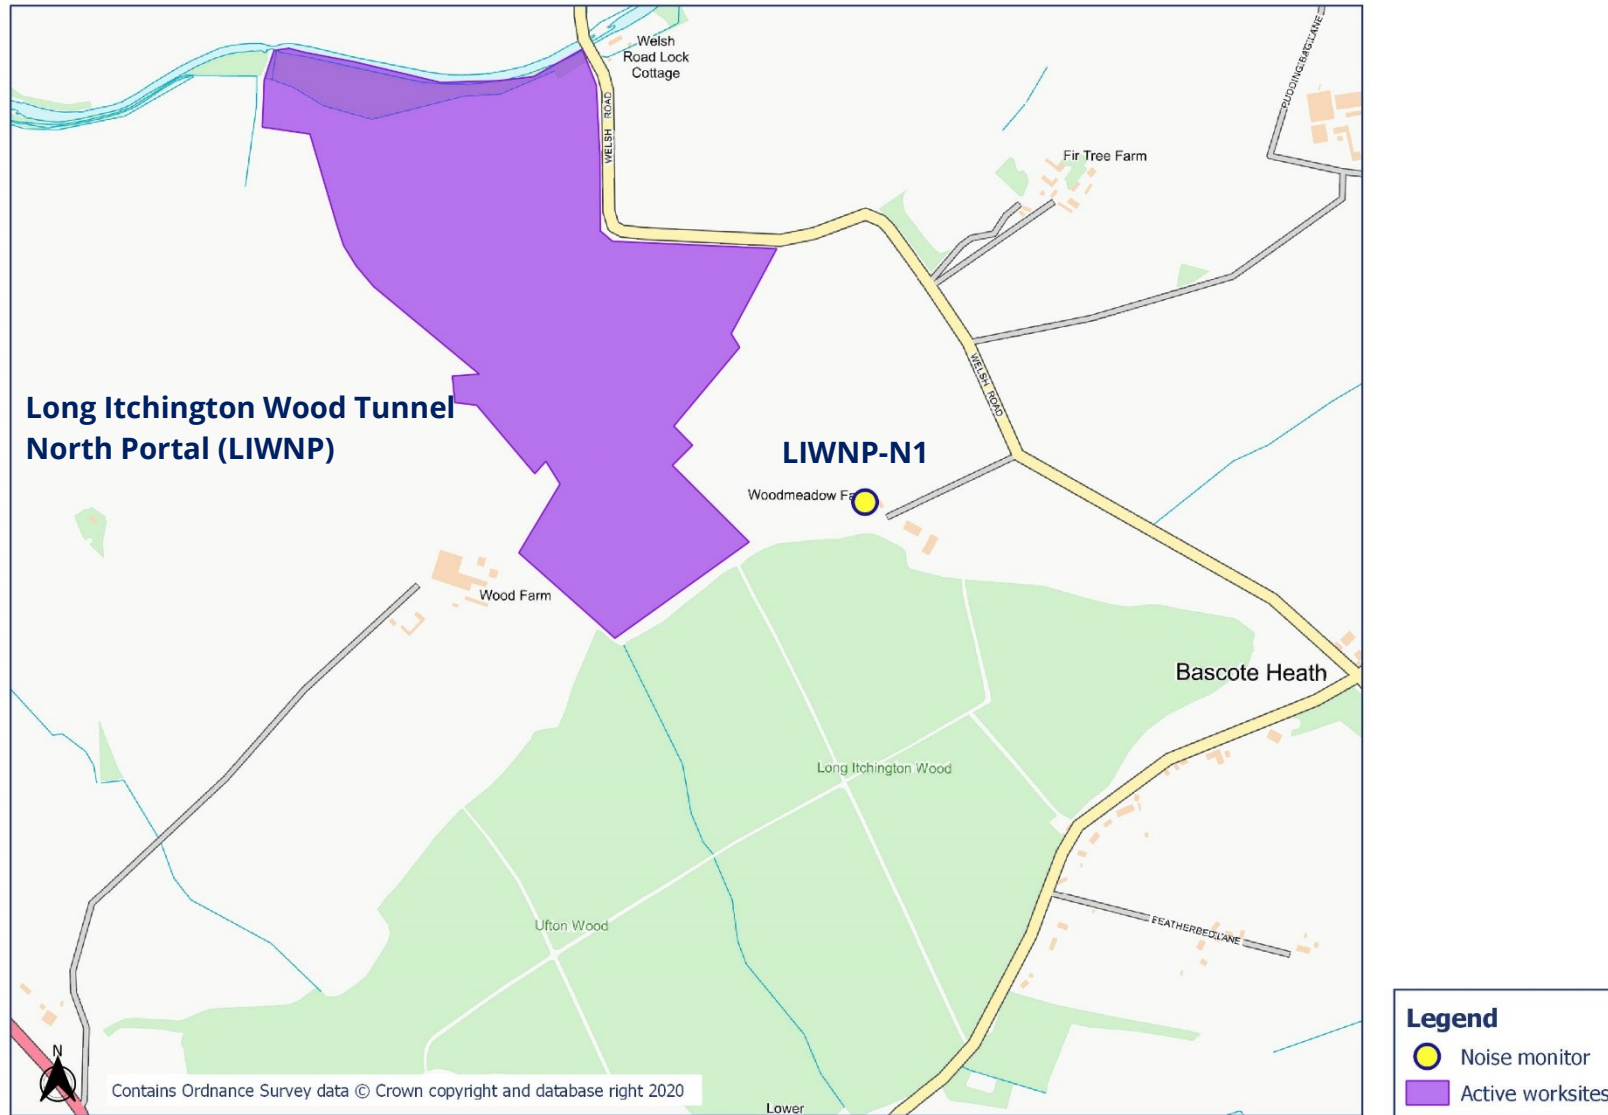 Welsh
Road Lock
Cottage
PUDDING BAG LANE
WELSH ROAD
Fir Tree Farm
WELSH ROAD
Long Itchington Wood Tunnel
North Portal (LIWNP)
LIWNP-N1
Woodmeadow Fa
Wood Farm
Bascote Heath
Long Itchington Wood
Ufton Wood
FEATHERBED LANE
N
Contains Ordnance Survey data © Crown copyright and database right 2020
Lower
Legend
Noise monitor
Active worksites